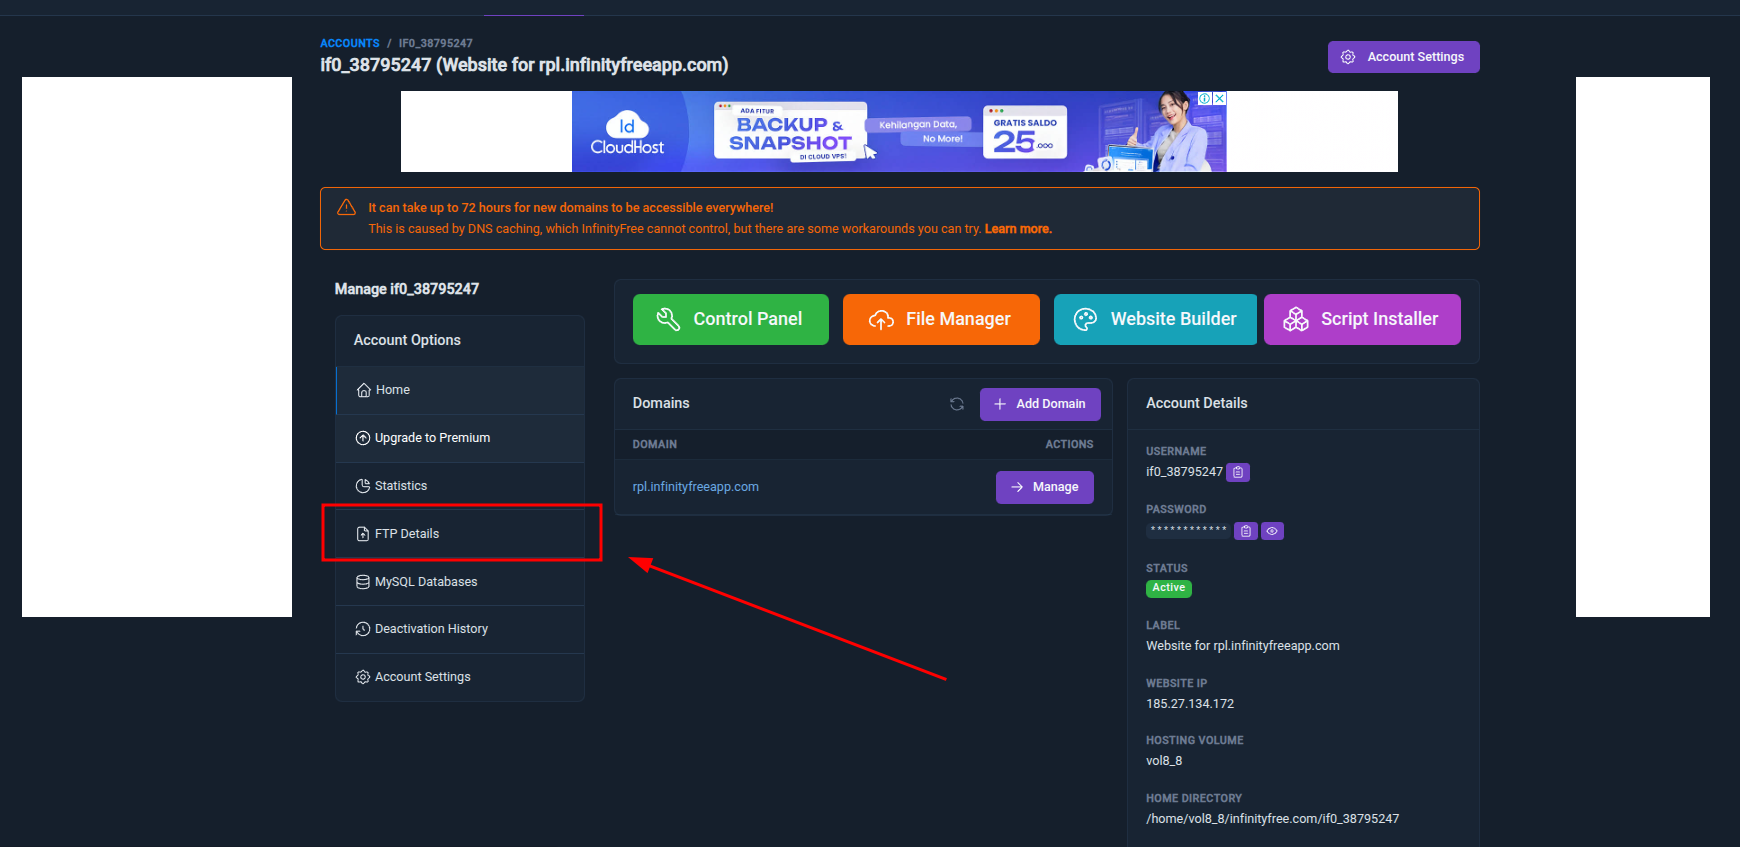 ACCOUNTS / IF0_38795247
if0_38795247 (Website for rpl.infinityfreeapp.com)
Account Settings
Id
CloudHost
ADA FITUR
BACKUP &
SNAPSHOT
DI CLOUD VPS!
Kehilangan Data,
No More!
GRATIS SALDO
25.000
It can take up to 72 hours for new domains to be accessible everywhere!
This is caused by DNS caching, which InfinityFree cannot control, but there are some workarounds you can try. Learn more.
Manage if0_38795247
Account Options
Home
Upgrade to Premium
Statistics
FTP Details
MySQL Databases
Deactivation History
Account Settings
Control Panel
File Manager
Website Builder
Script Installer
Domains
Add Domain
DOMAIN ACTIONS
rpl.infinityfreeapp.com
Manage
Account Details
USERNAME
if0_38795247
PASSWORD
************
STATUS
Active
LABEL
Website for rpl.infinityfreeapp.com
WEBSITE IP
185.27.134.172
HOSTING VOLUME
vol8_8
HOME DIRECTORY
/home/vol8_8/infinityfree.com/if0_38795247